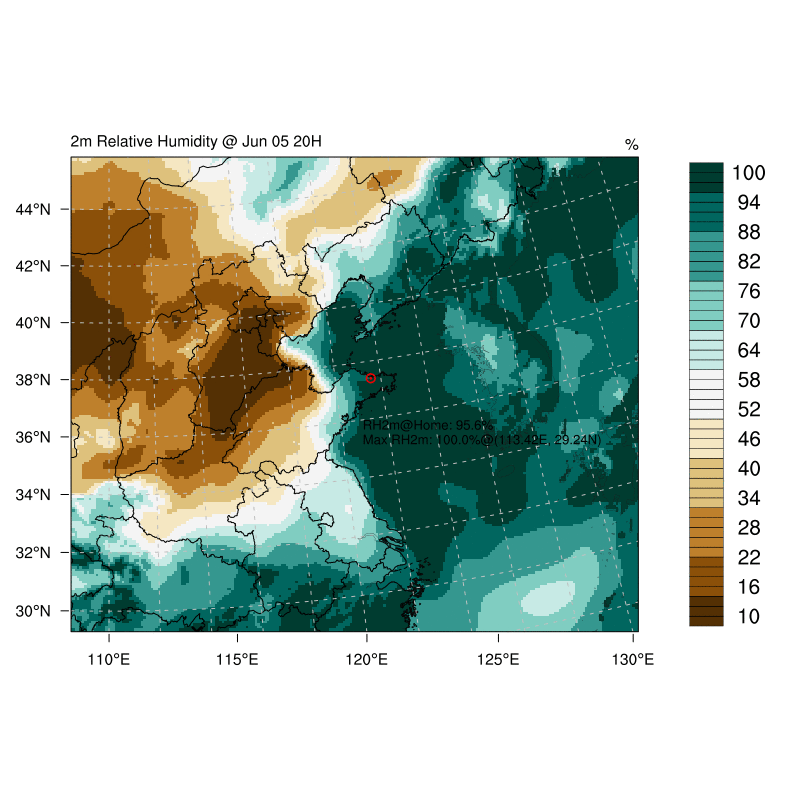 2m Relative Humidity @ Jun 05 20H
%
100
94
88
82
76
70
64
58
52
46
40
34
28
22
16
10
44°N
42°N
40°N
38°N
36°N
34°N
32°N
30°N
RH2m@Home: 95.6%
Max RH2m: 100.0%@(113.42E, 29.24N)
110°E 115°E 120°E 125°E 130°E